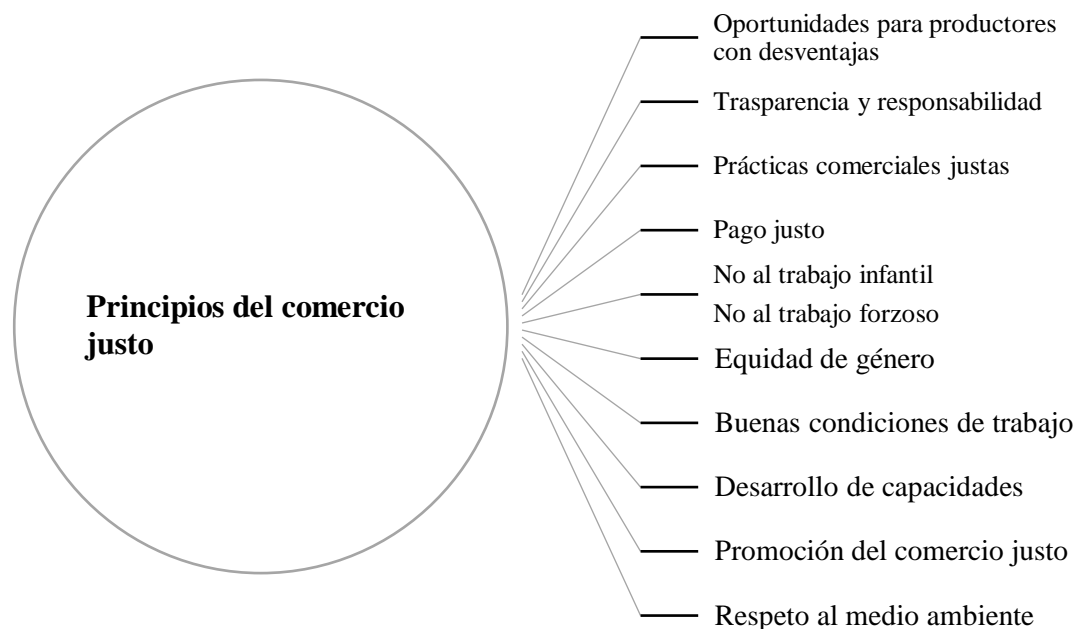 Principios del comercio
justo
Oportunidades para productores
con desventajas
Trasparencia y responsabilidad
Prácticas comerciales justas
Pago justo
No al trabajo infantil
No al trabajo forzoso
Equidad de género
Buenas condiciones de trabajo
Desarrollo de capacidades
Promoción del comercio justo
Respeto al medio ambiente